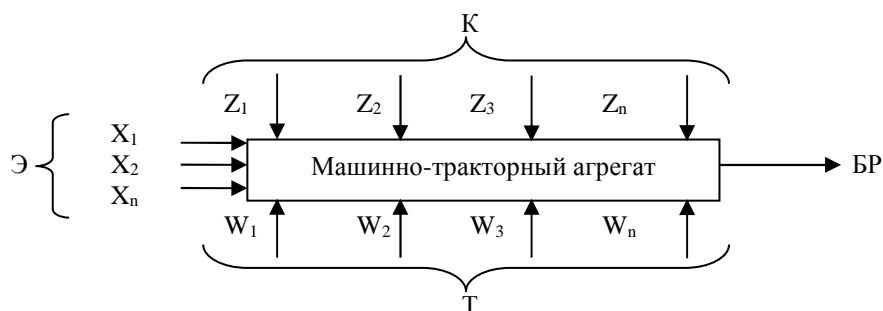 К
Z1 Z2 Z3 Zn
Э
X1
X2
Xn
Машинно-тракторный агрегат
БР
W1 W2 W3 Wn
Т